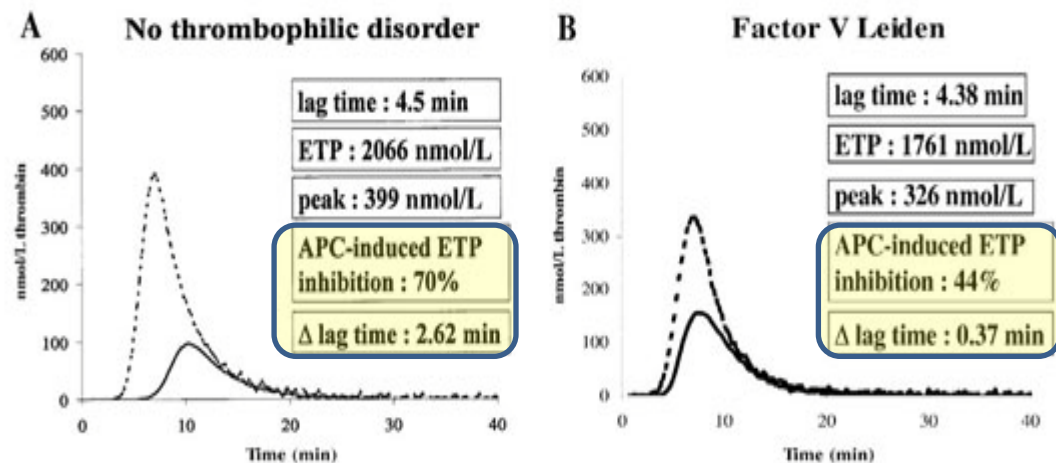 A No thrombophilic disorder
600
500
400
300
200
100
0
nmol/L thrombin
lag time : 4.5 min
ETP : 2066 nmol/L
peak : 399 nmol/L
APC-induced ETP
inhibition : 70%
Δ lag time : 2.62 min
0 10 20 30 40
Time (min)
B Factor V Leiden
600
500
400
300
200
100
0
nmol/L thrombin
lag time : 4.38 min
ETP : 1761 nmol/L
peak : 326 nmol/L
APC-induced ETP
inhibition : 44%
Δ lag time : 0.37 min
0 10 20 30 40
Time (min)